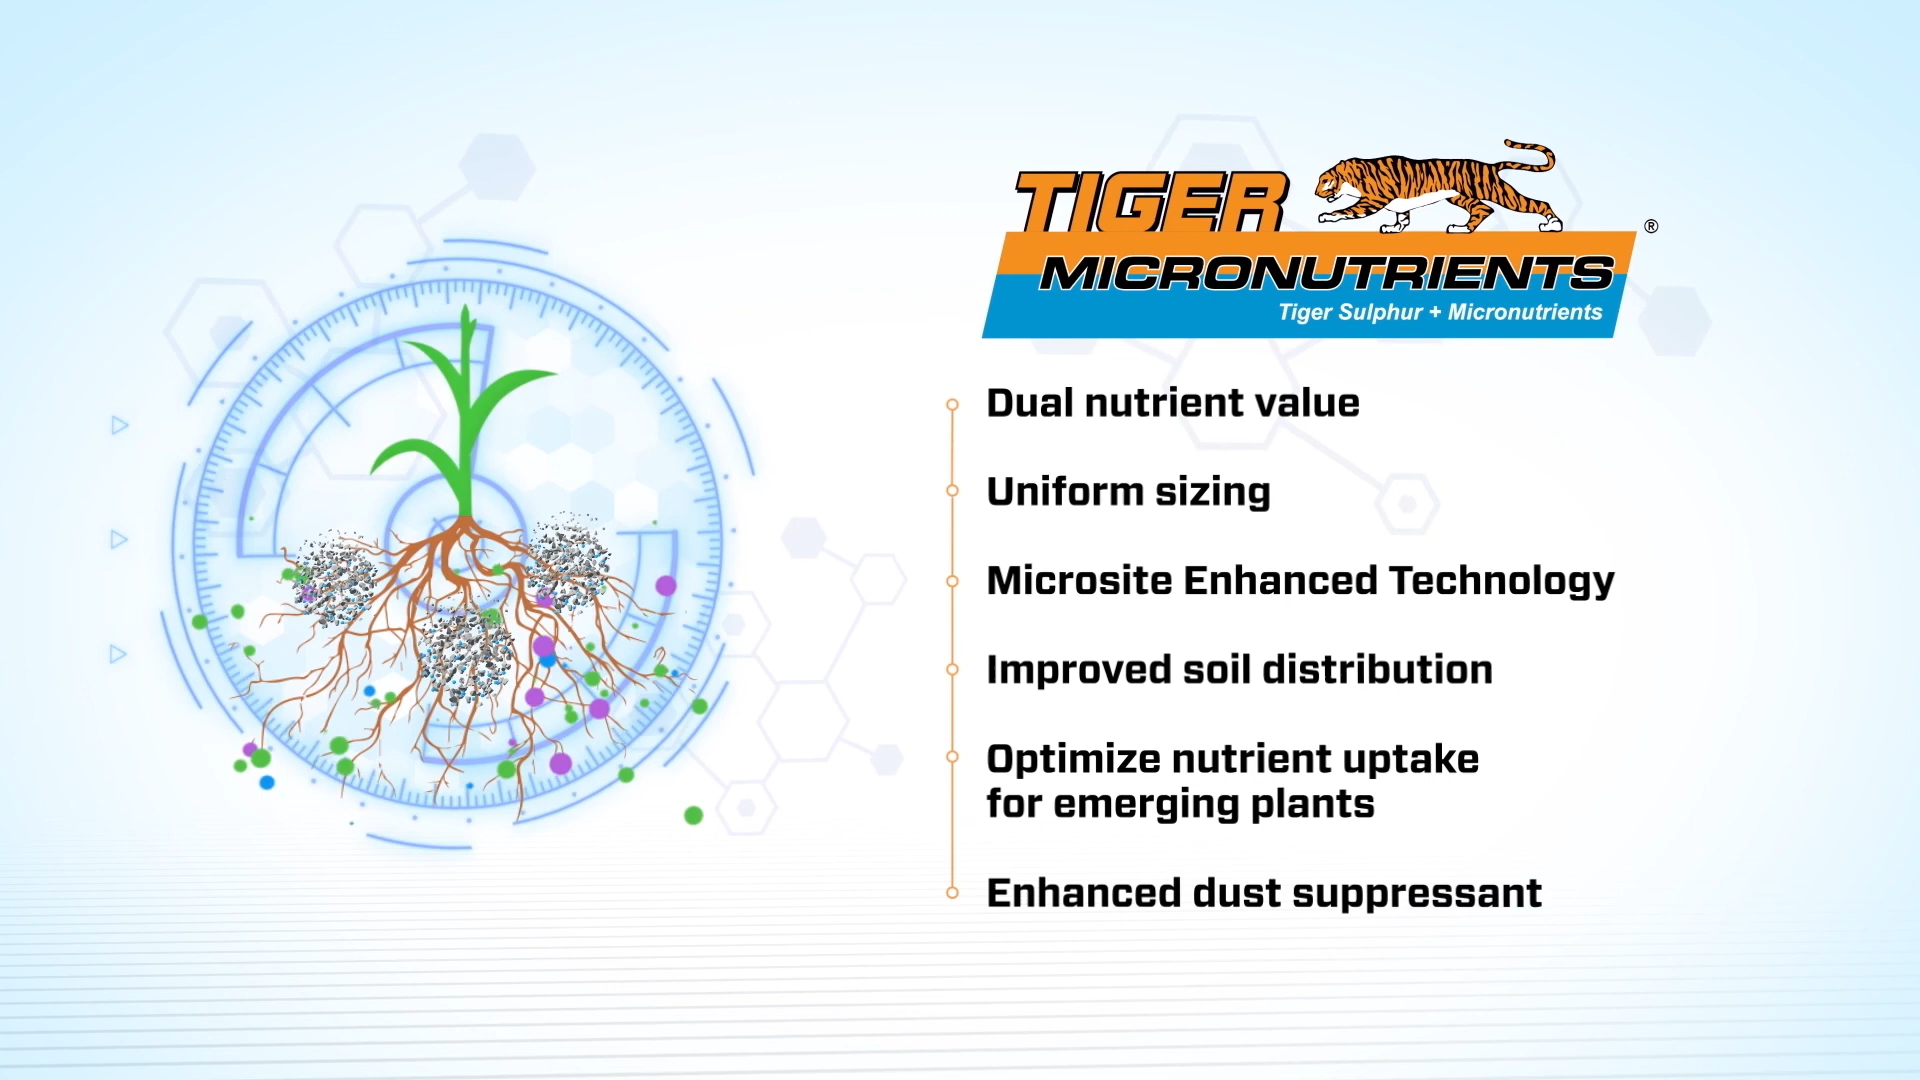 TIGER
®
MICRONUTRIENTS
Tiger Sulphur + Micronutrients
Dual nutrient value
Uniform sizing
Microsite Enhanced Technology
Improved soil distribution
Optimize nutrient uptake
for emerging plants
Enhanced dust suppressant